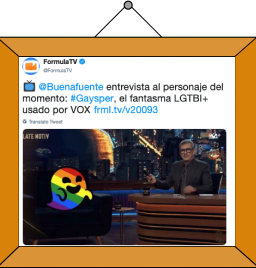 FormulaTV
@FormulaTV
📺 @Buenafuente entrevista al personaje del
momento: #Gaysper, el fantasma LGTBI+
usado por VOX frml.tv/v20093
Translate Tweet
LATE MOTIV